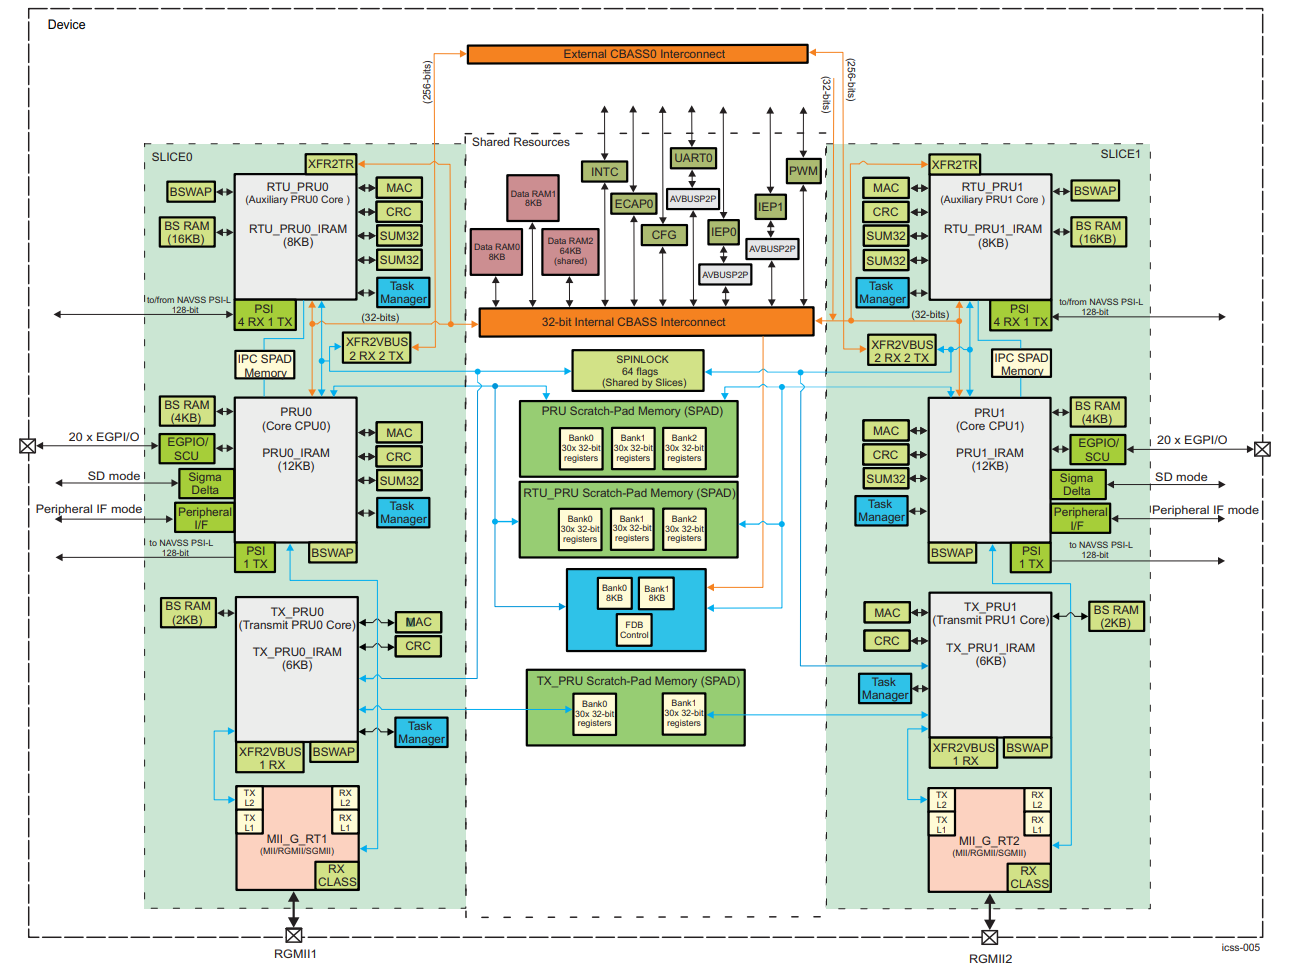 Device
External CBASS0 Interconnect
(256-bits)
(32-bits)
(256-bits)
Shared Resources
SLICE0
XFR2TR
RTU_PRU0
(Auxiliary PRU0 Core )
RTU_PRU0_IRAM
(8KB)
BSWAP
BS RAM
(16KB)
MAC
CRC
SUM32
SUM32
Task
Manager
PSI
4 RX 1 TX
to/from NAVSS PSI-L
128-bit
(32-bits)
XFR2VBUS
2 RX 2 TX
IPC SPAD
Memory
PRU0
(Core CPU0)
PRU0_IRAM
(12KB)
BS RAM
(4KB)
EGPIO/
SCU
20 x EGPI/O
Sigma
Delta
SD mode
Peripheral
I/F
Peripheral IF mode
MAC
CRC
SUM32
Task
Manager
PSI
1 TX
to NAVSS PSI-L
128-bit
BSWAP
TX_PRU0
(Transmit PRU0 Core)
TX_PRU0_IRAM
(6KB)
BS RAM
(2KB)
MAC
CRC
Task
Manager
XFR2VBUS
1 RX
BSWAP
TX
L2
TX
L1
RX
L2
RX
L1
MII_G_RT1
(MII/RGMII/SGMII)
RX
CLASS
RGMII1
INTC
ECAP0
CFG
UART0
AVBUSP2P
IEP0
AVBUSP2P
IEP1
AVBUSP2P
PWM
Data RAM1
8KB
Data RAM0
8KB
Data RAM2
64KB
(shared)
32-bit Internal CBASS Interconnect
SPINLOCK
64 flags
(Shared by Slices)
PRU Scratch-Pad Memory (SPAD)
Bank0
30x 32-bit
registers
Bank1
30x 32-bit
registers
Bank2
30x 32-bit
registers
RTU_PRU Scratch-Pad Memory (SPAD)
Bank0
30x 32-bit
registers
Bank1
30x 32-bit
registers
Bank2
30x 32-bit
registers
Bank0
8KB
Bank1
8KB
FDB
Control
TX_PRU Scratch-Pad Memory (SPAD)
Bank0
30x 32-bit
registers
Bank1
30x 32-bit
registers
SLICE1
XFR2TR
RTU_PRU1
(Auxiliary PRU1 Core )
RTU_PRU1_IRAM
(8KB)
MAC
CRC
SUM32
SUM32
Task
Manager
BSWAP
BS RAM
(16KB)
PSI
4 RX 1 TX
to/from NAVSS PSI-L
128-bit
(32-bits)
XFR2VBUS
2 RX 2 TX
IPC SPAD
Memory
PRU1
(Core CPU1)
PRU1_IRAM
(12KB)
MAC
CRC
SUM32
Task
Manager
BS RAM
(4KB)
EGPIO/
SCU
20 x EGPI/O
Sigma
Delta
SD mode
Peripheral
I/F
Peripheral IF mode
BSWAP
PSI
1 TX
to NAVSS PSI-L
128-bit
TX_PRU1
(Transmit PRU1 Core)
TX_PRU1_IRAM
(6KB)
MAC
CRC
Task
Manager
BS RAM
(2KB)
XFR2VBUS
1 RX
BSWAP
TX
L2
TX
L1
RX
L2
RX
L1
MII_G_RT2
(MII/RGMII/SGMII)
RX
CLASS
RGMII2
icss-005